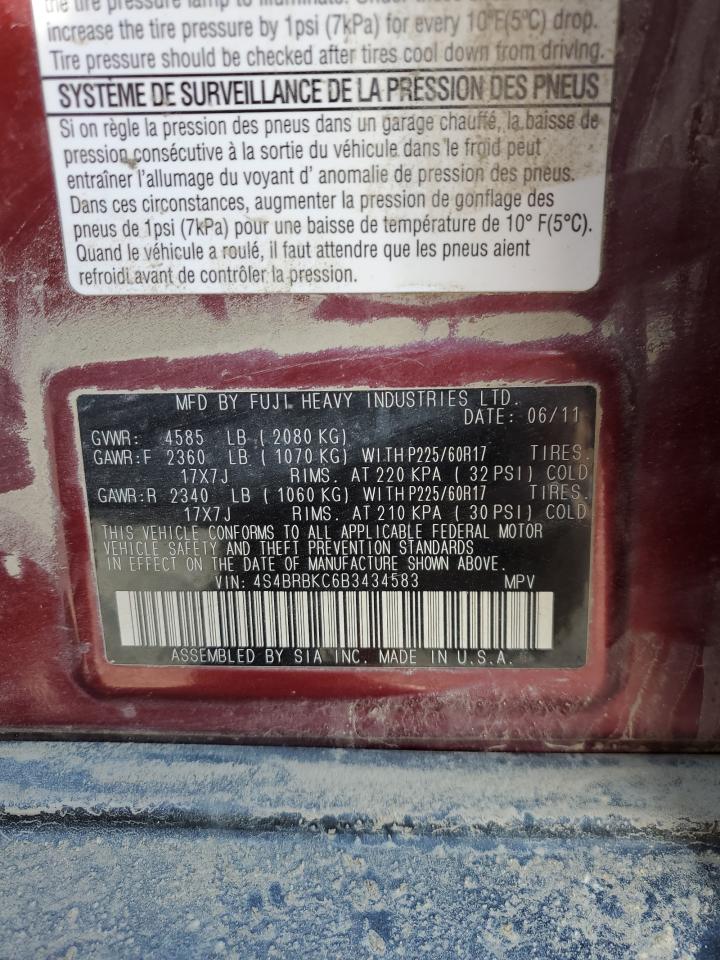 the tire pressure lamp to illuminate. Under these
increase the tire pressure by 1psi (7kPa) for every 10°F(5°C) drop.
Tire pressure should be checked after tires cool down from driving.
SYSTÈME DE SURVEILLANCE DE LA PRESSION DES PNEUS
Si on règle la pression des pneus dans un garage chauffé, la baisse de
pression consécutive à la sortie du véhicule dans le froid peut
entraîner l'allumage du voyant d' anomalie de pression des pneus.
Dans ces circonstances, augmenter la pression de gonflage des
pneus de 1psi (7kPa) pour une baisse de température de 10° F(5°C).
Quand le véhicule a roulé, il faut attendre que les pneus aient
refroidi avant de contrôler la pression.
MFD BY FUJI HEAVY INDUSTRIES LTD.
DATE: 06/11
GVWR: 4585 LB ( 2080 KG)
GAWR:F 2360 LB ( 1070 KG) WITH P225/60R17 TIRES.
17X7J RIMS. AT 220 KPA ( 32 PSI) COLD
GAWR:R 2340 LB ( 1060 KG) WITH P225/60R17 TIRES.
17X7J RIMS. AT 210 KPA ( 30 PSI) COLD
THIS VEHICLE CONFORMS TO ALL APPLICABLE FEDERAL MOTOR
VEHICLE SAFETY AND THEFT PREVENTION STANDARDS
IN EFFECT ON THE DATE OF MANUFACTURE SHOWN ABOVE.
VIN: 4S4BRBKC6B3434583 MPV
ASSEMBLED BY SIA INC. MADE IN U.S.A.